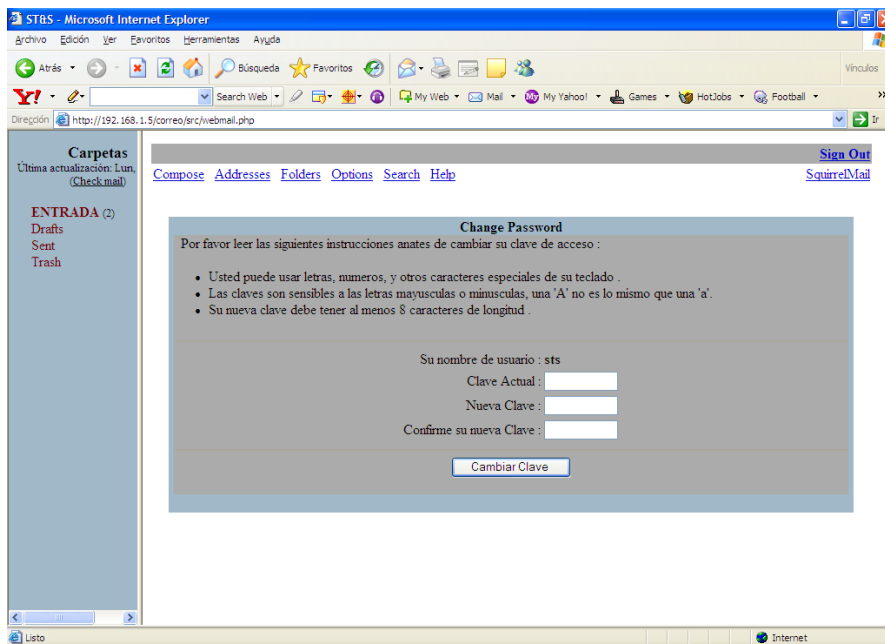 ST&S - Microsoft Internet Explorer
Archivo Edición Ver Favoritos Herramientas Ayuda
Atrás Búsqueda Favoritos Vínculos
Y! Search Web My Web Mail My Yahoo! Games HotJobs Football »
Dirección http://192.168.1.5/correo/src/webmail.php Ir
Carpetas
Última actualización: Lun,
(Check mail)
ENTRADA (2)
Drafts
Sent
Trash
Sign Out
Compose Addresses Folders Options Search Help SquirrelMail
Change Password
Por favor leer las siguientes instrucciones anates de cambiar su clave de acceso :
• Usted puede usar letras, numeros, y otros caracteres especiales de su teclado .
• Las claves son sensibles a las letras mayusculas o minusculas, una 'A' no es lo mismo que una 'a'.
• Su nueva clave debe tener al menos 8 caracteres de longitud .
Su nombre de usuario : sts
Clave Actual :
Nueva Clave :
Confirme su nueva Clave :
Cambiar Clave
Listo Internet